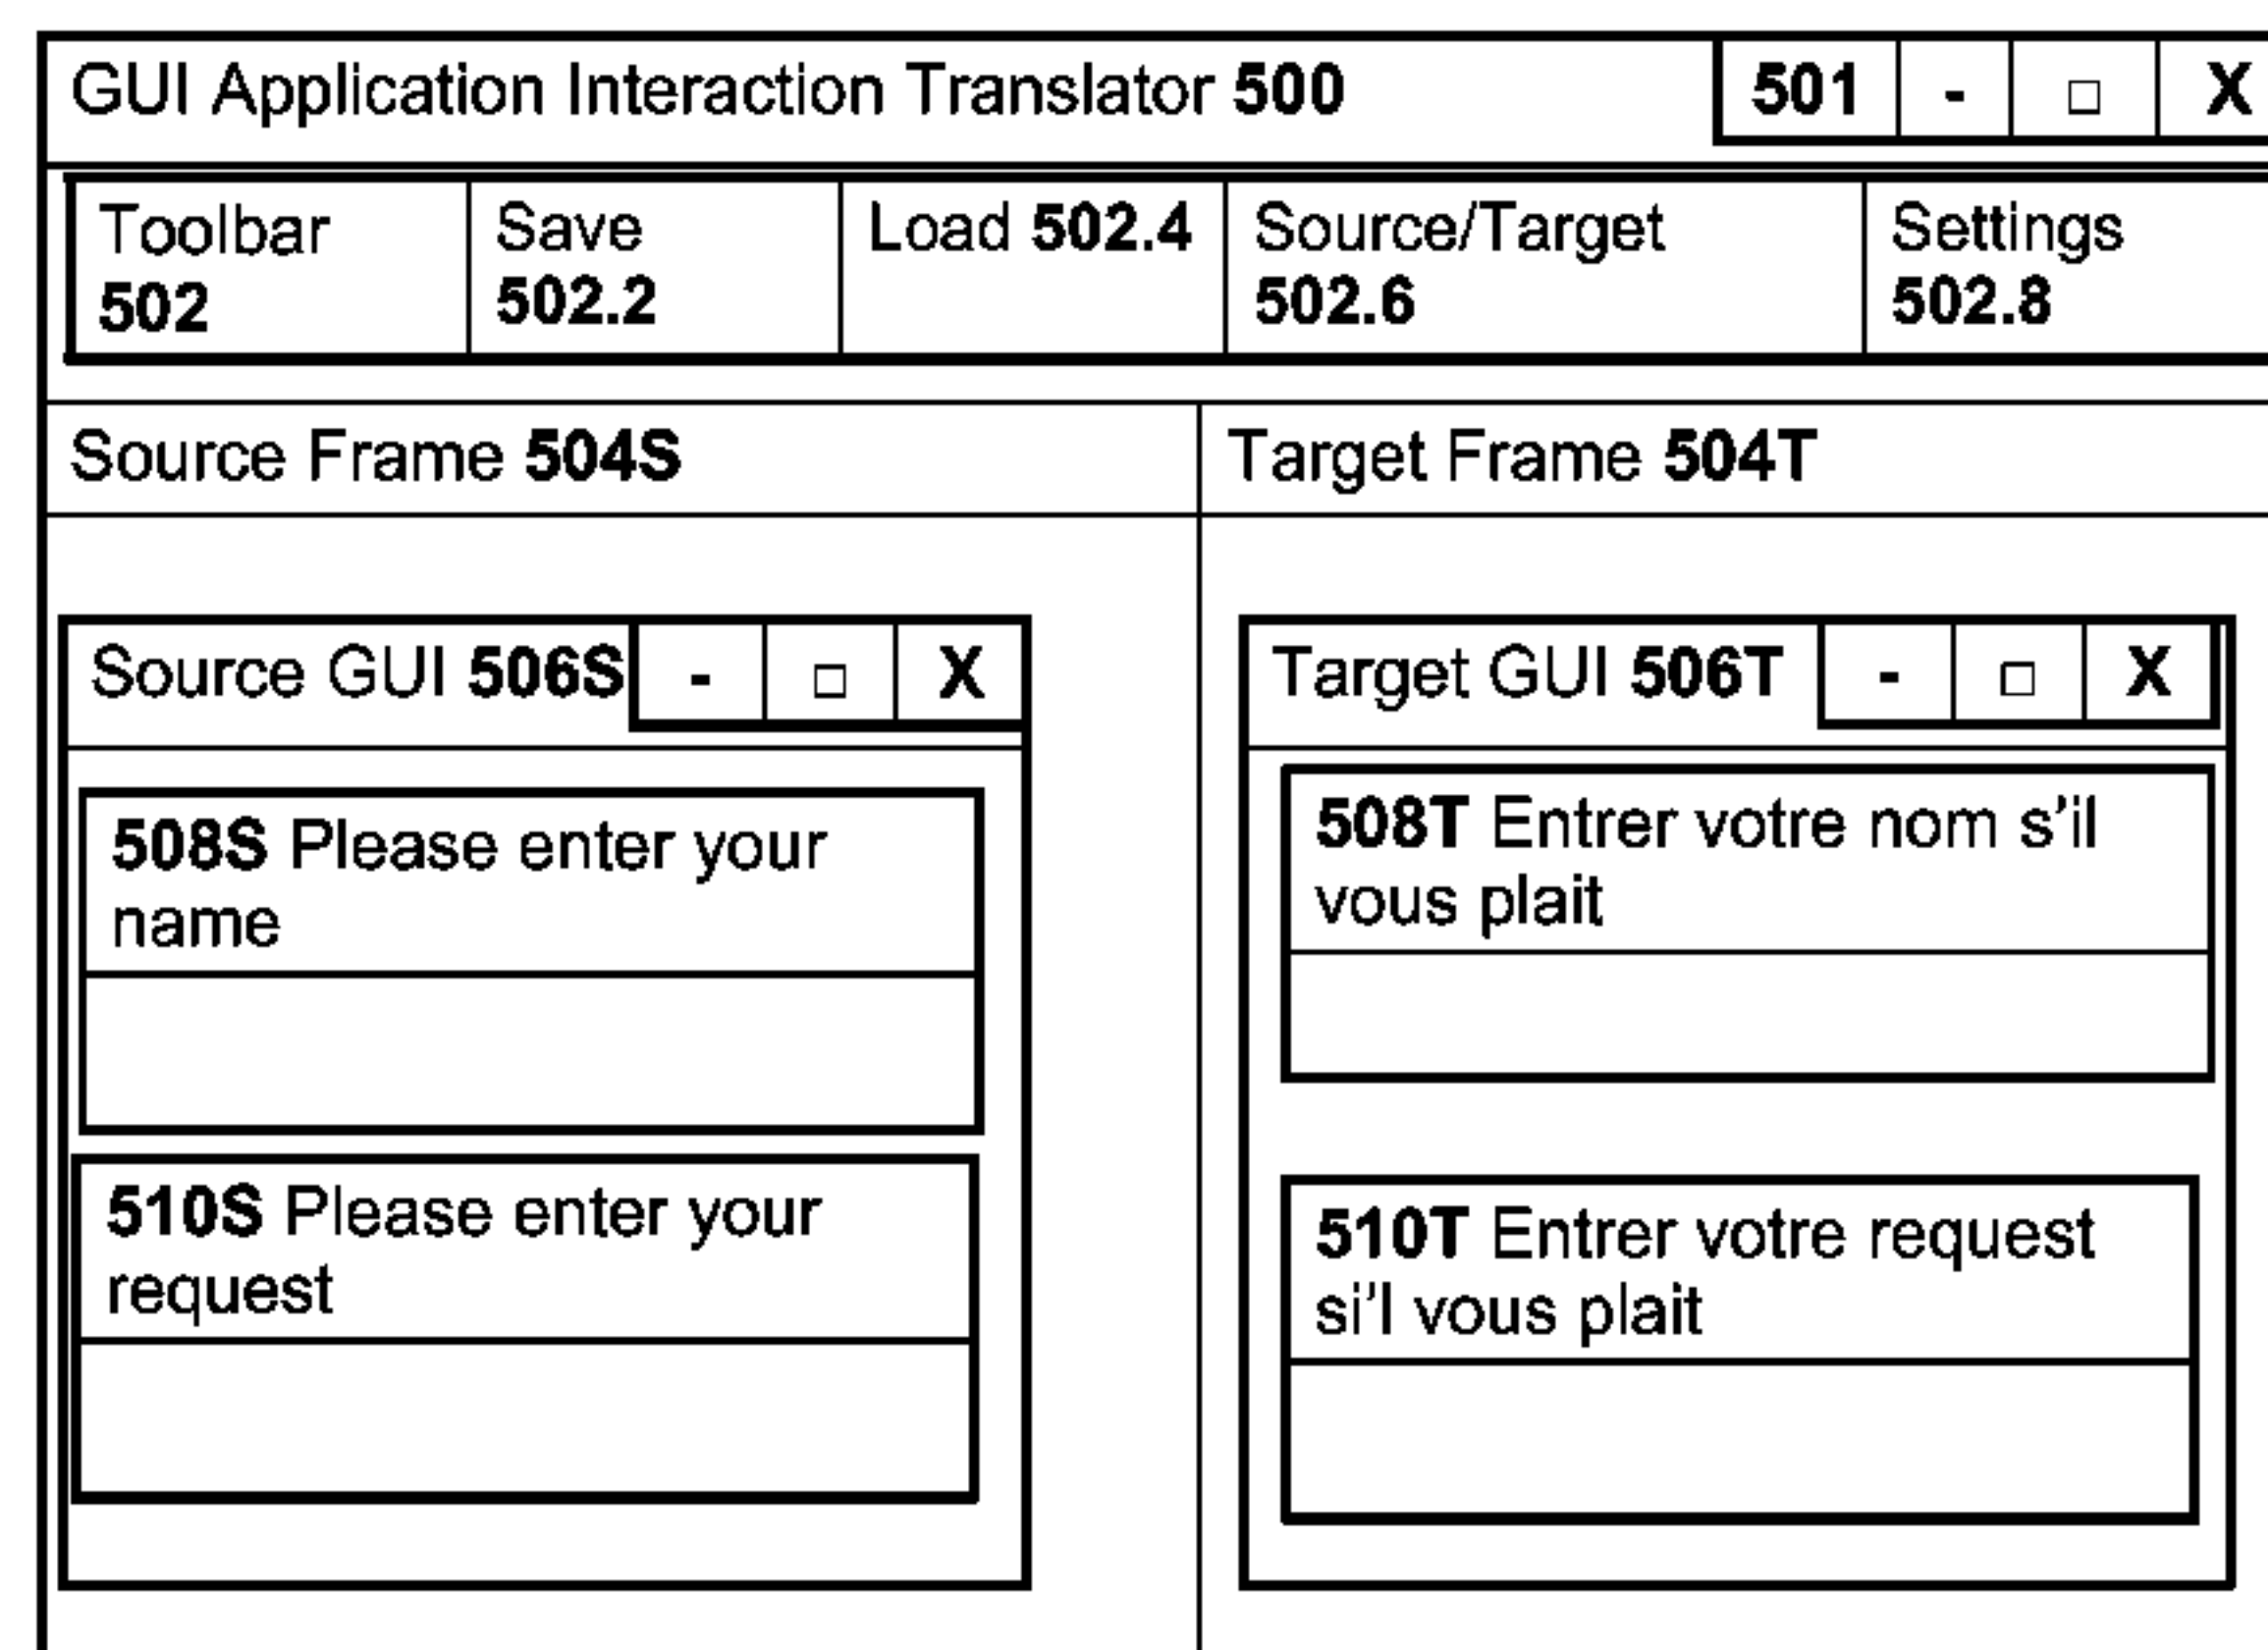 GUI Application Interaction Translator 500 501 - □ X
Toolbar Save Load 502.4 Source/Target Settings
502 502.2 502.6 502.8
Source Frame 504S Target Frame 504T
Source GUI 506S - □ X
508S Please enter your
name
510S Please enter your
request
Target GUI 506T - □ X
508T Entrer votre nom s'il
vous plait
510T Entrer votre request
si'l vous plait